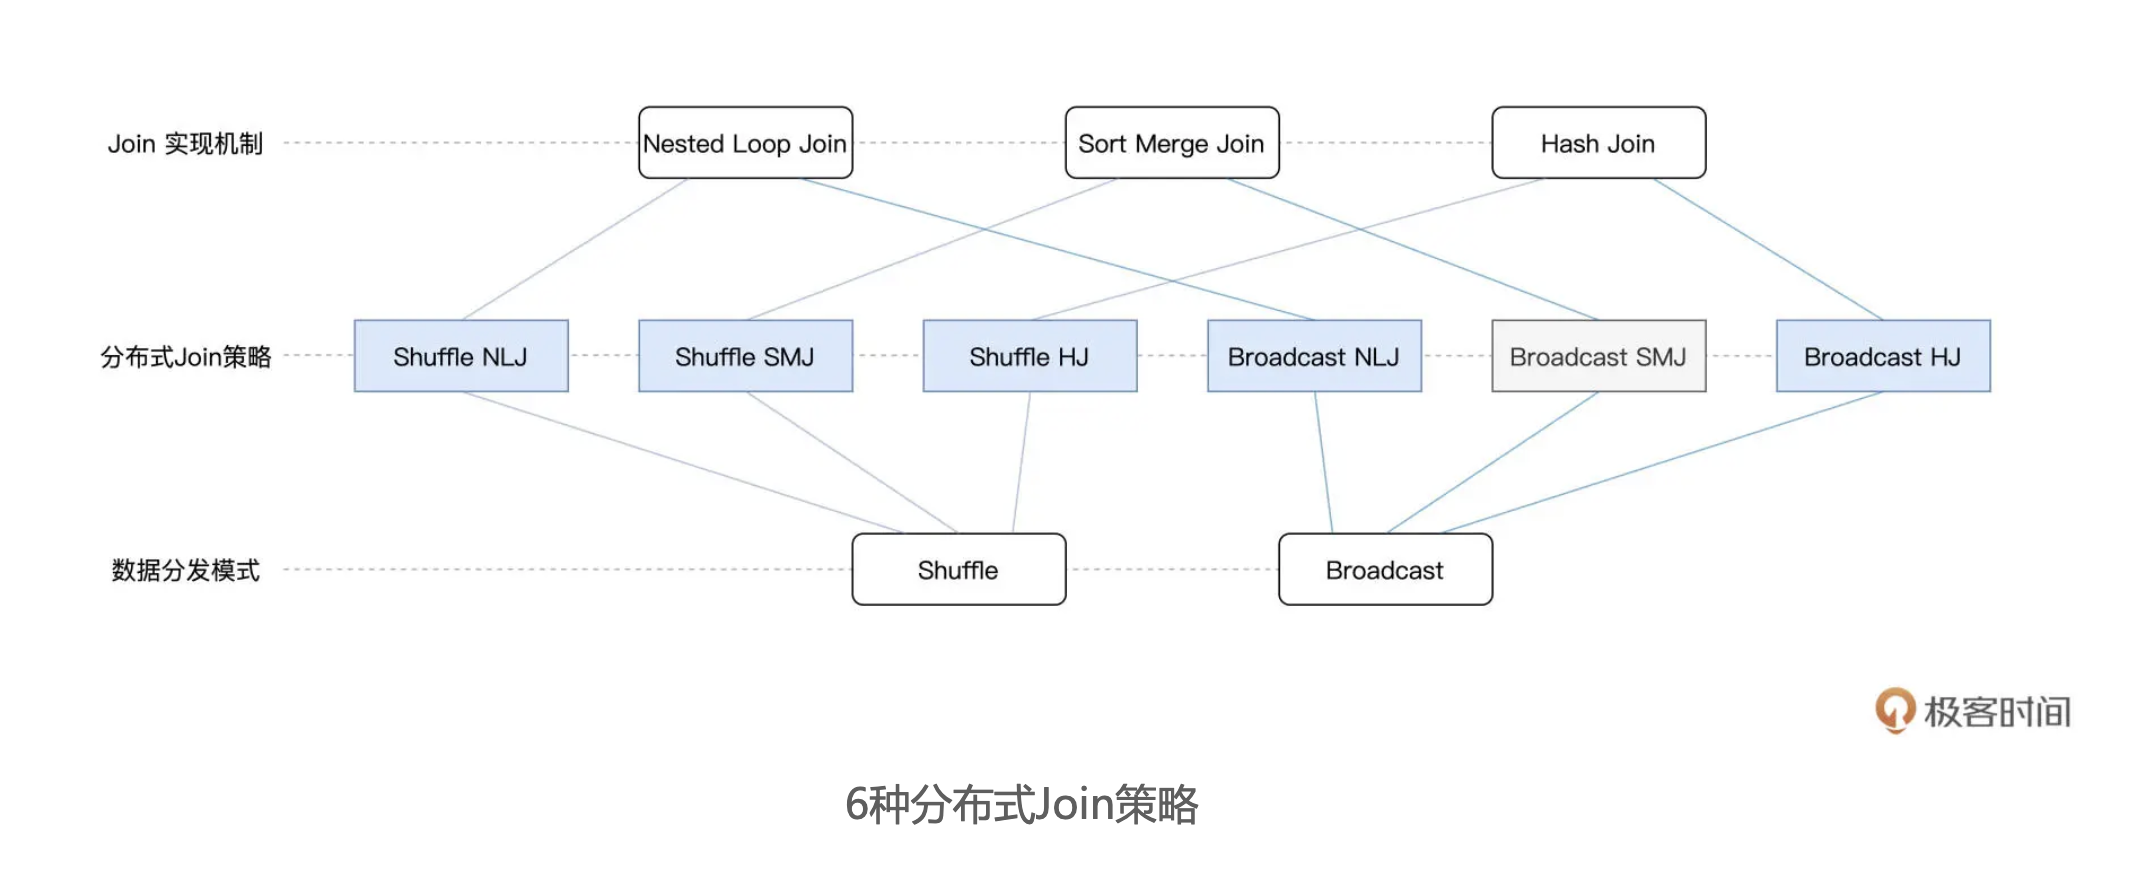 Join 实现机制
Nested Loop Join
Sort Merge Join
Hash Join
分布式Join策略
Shuffle NLJ
Shuffle SMJ
Shuffle HJ
Broadcast NLJ
Broadcast SMJ
Broadcast HJ
数据分发模式
Shuffle
Broadcast
极客时间
6种分布式Join策略